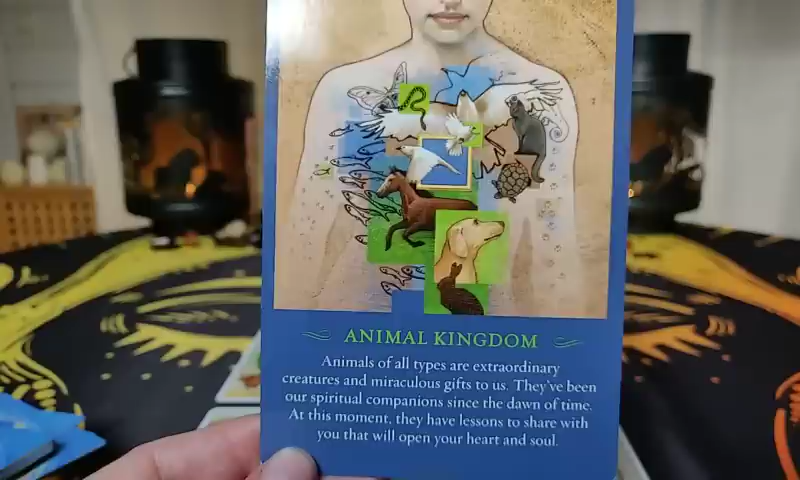 ANIMAL KINGDOM
Animals of all types are extraordinary
creatures and miraculous gifts to us. They've been
our spiritual companions since the dawn of time.
At this moment, they have lessons to share with
you that will open your heart and soul.